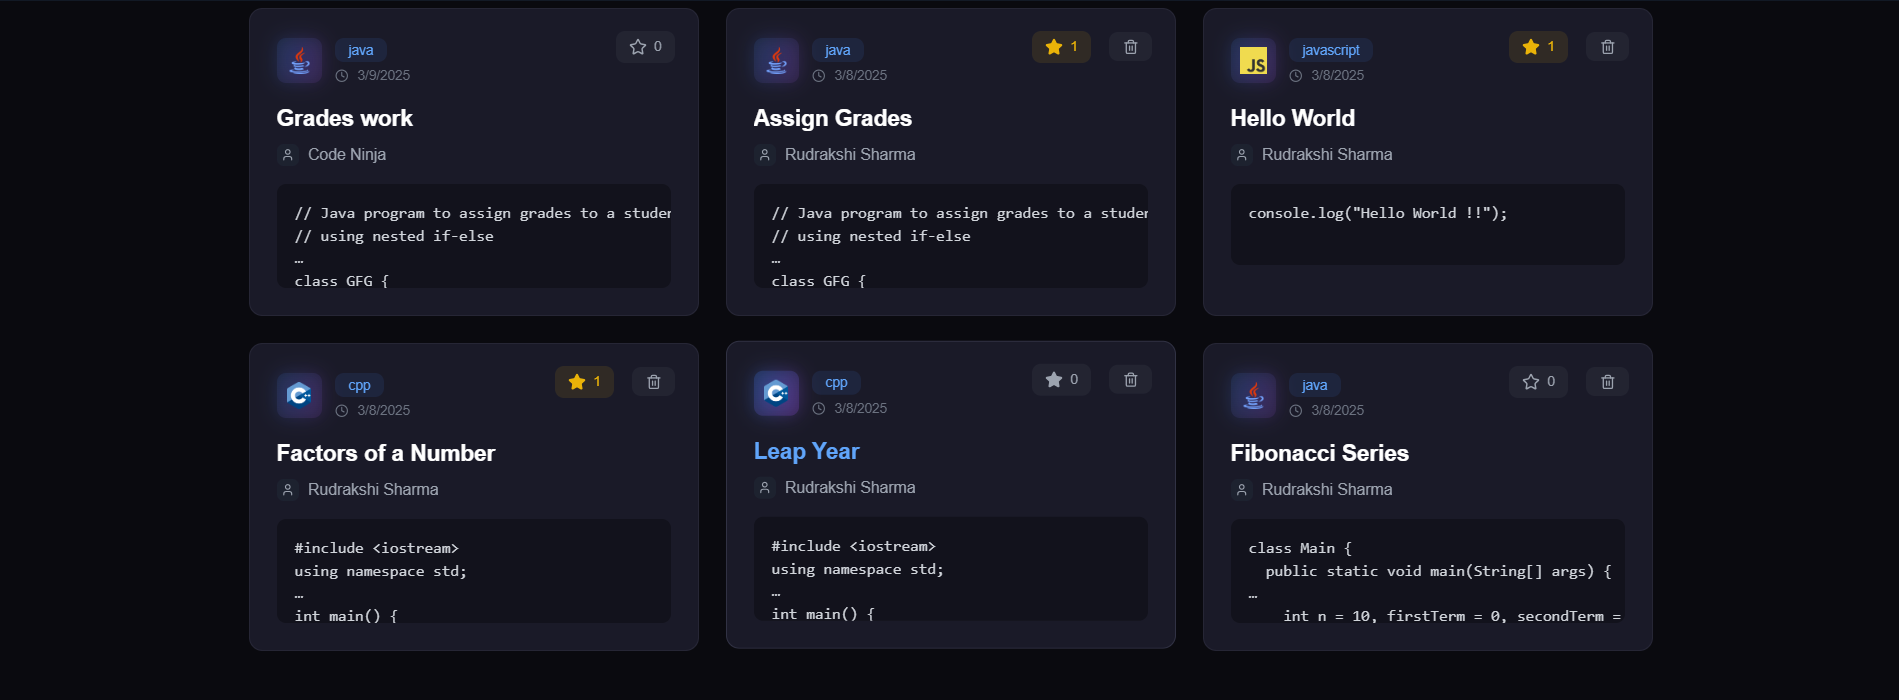 java
3/9/2025
0
Grades work
Code Ninja
// Java program to assign grades to a studen
// using nested if-else
…
class GFG {
java
3/8/2025
1
Assign Grades
Rudrakshi Sharma
// Java program to assign grades to a studen
// using nested if-else
…
class GFG {
JS
javascript
3/8/2025
1
Hello World
Rudrakshi Sharma
console.log("Hello World !!");
C++
cpp
3/8/2025
1
Factors of a Number
Rudrakshi Sharma
#include <iostream>
using namespace std;
…
int main() {
C++
cpp
3/8/2025
0
Leap Year
Rudrakshi Sharma
#include <iostream>
using namespace std;
…
int main() {
java
3/8/2025
0
Fibonacci Series
Rudrakshi Sharma
class Main {
public static void main(String[] args) {
…
int n = 10, firstTerm = 0, secondTerm =